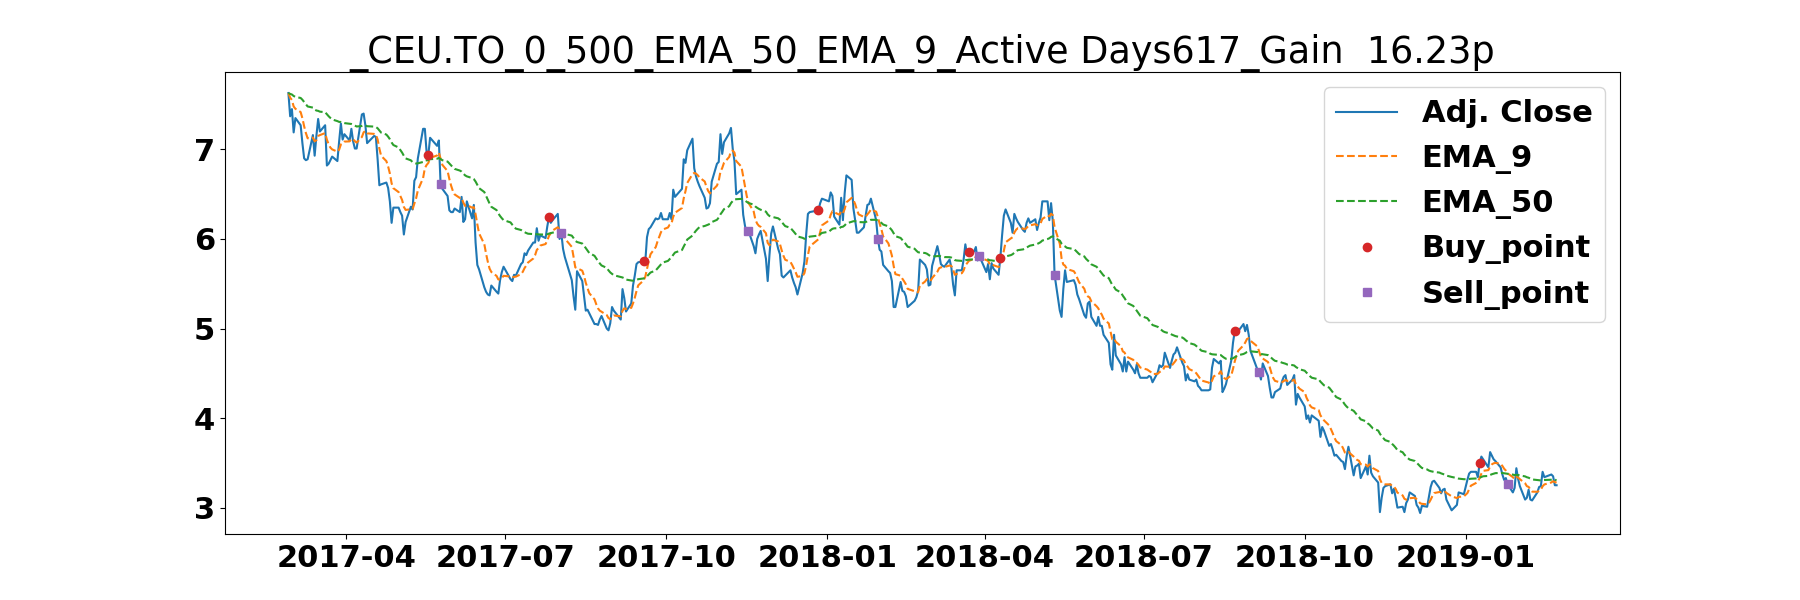 _CEU.TO_0_500_EMA_50_EMA_9_Active Days617_Gain  16.23p
Adj. Close
EMA_9
EMA_50
Buy_point
Sell_point
7
6
5
4
3
2017-04 2017-07 2017-10 2018-01 2018-04 2018-07 2018-10 2019-01